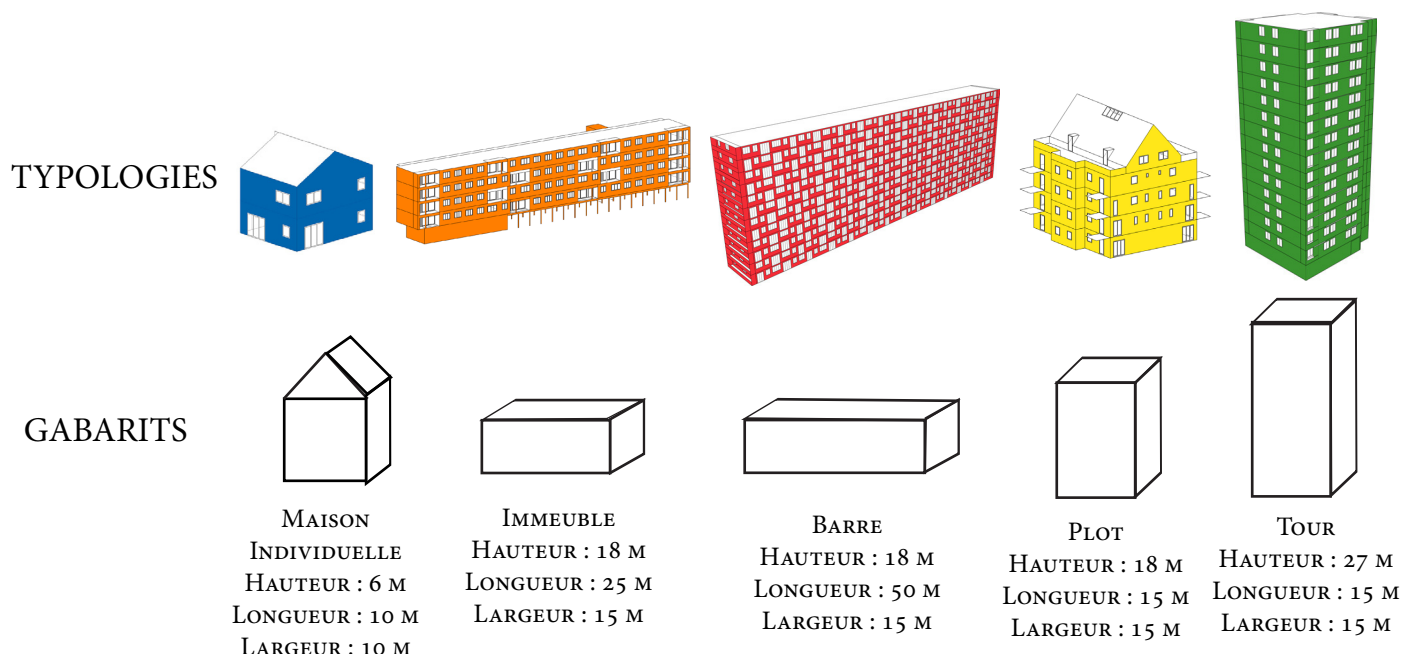 TYPOLOGIES
GABARITS
Maison
Individuelle
Hauteur : 6 m
Longueur : 10 m
Largeur : 10 m
Immeuble
Hauteur : 18 m
Longueur : 25 m
Largeur : 15 m
Barre
Hauteur : 18 m
Longueur : 50 m
Largeur : 15 m
Plot
Hauteur : 18 m
Longueur : 15 m
Largeur : 15 m
Tour
Hauteur : 27 m
Longueur : 15 m
Largeur : 15 m